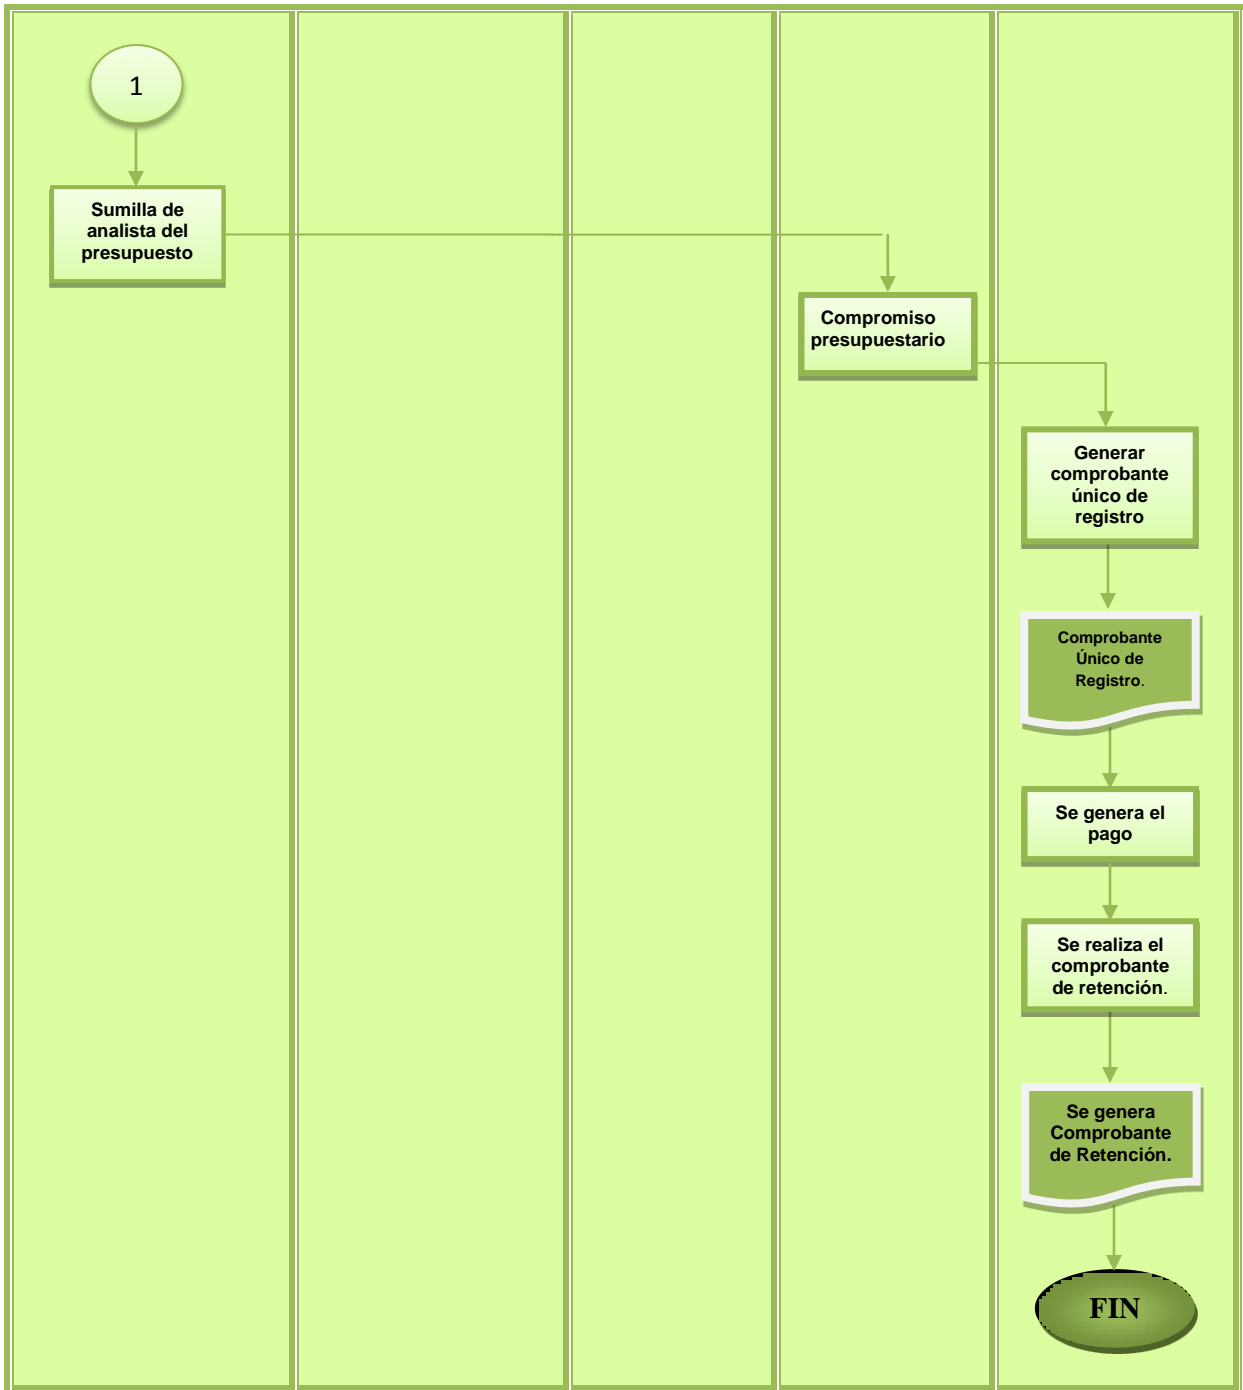 1
Sumilla de
analista del
presupuesto
Compromiso
presupuestario
Generar
comprobante
único de
registro
Comprobante
Único de
Registro.
Se genera el
pago
Se realiza el
comprobante
de retención.
Se genera
Comprobante
de Retención.
FIN